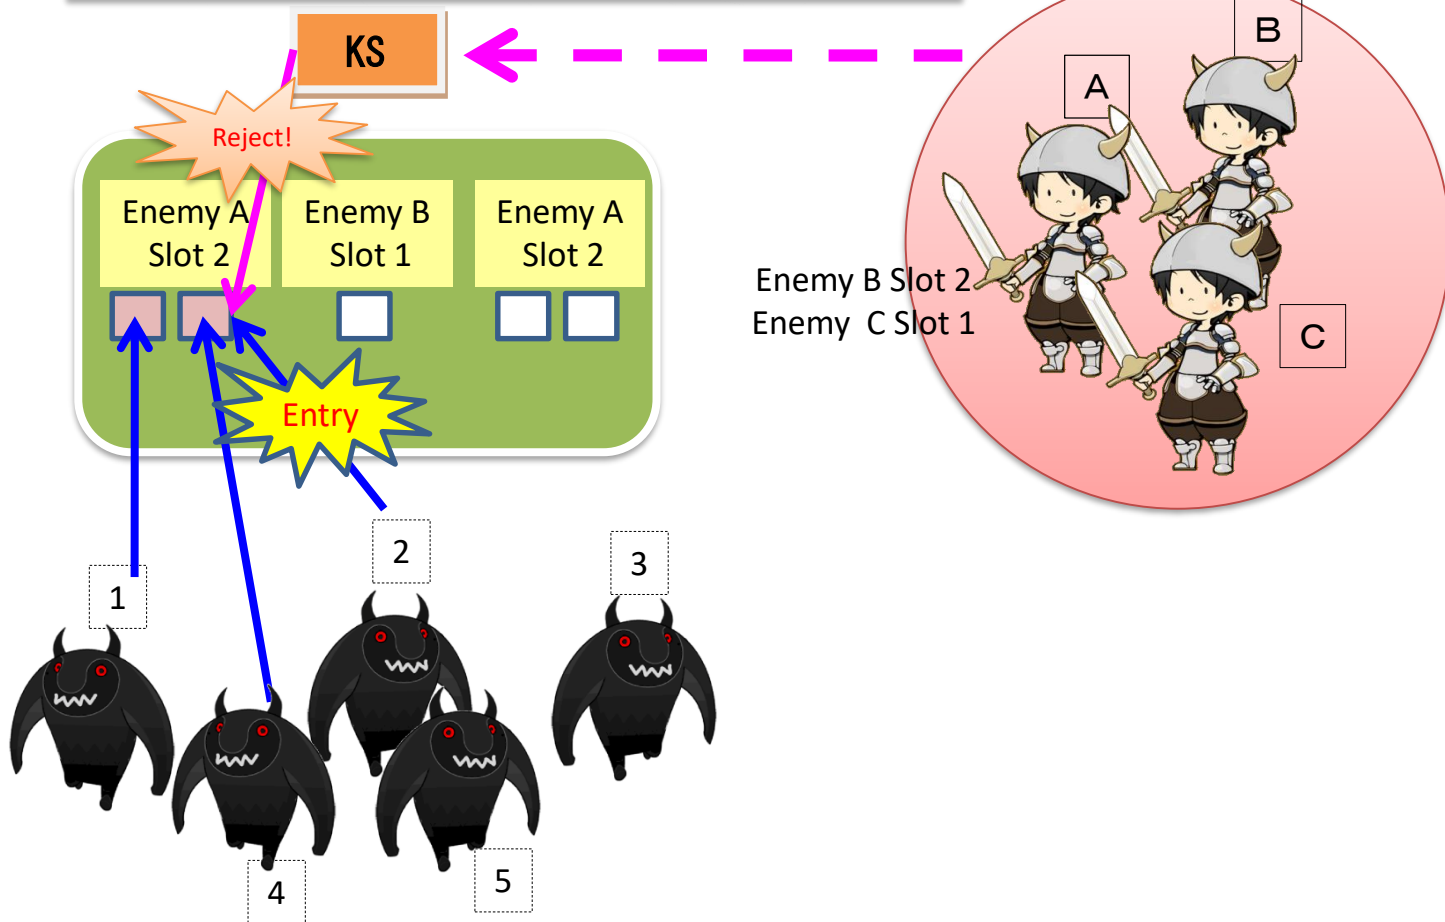 KS
B
A
Reject!
Enemy A
Slot 2
Enemy B
Slot 1
Enemy A
Slot 2
Enemy B Slot 2
Enemy  C Slot 1
C
Entry
1
2
3
4
5